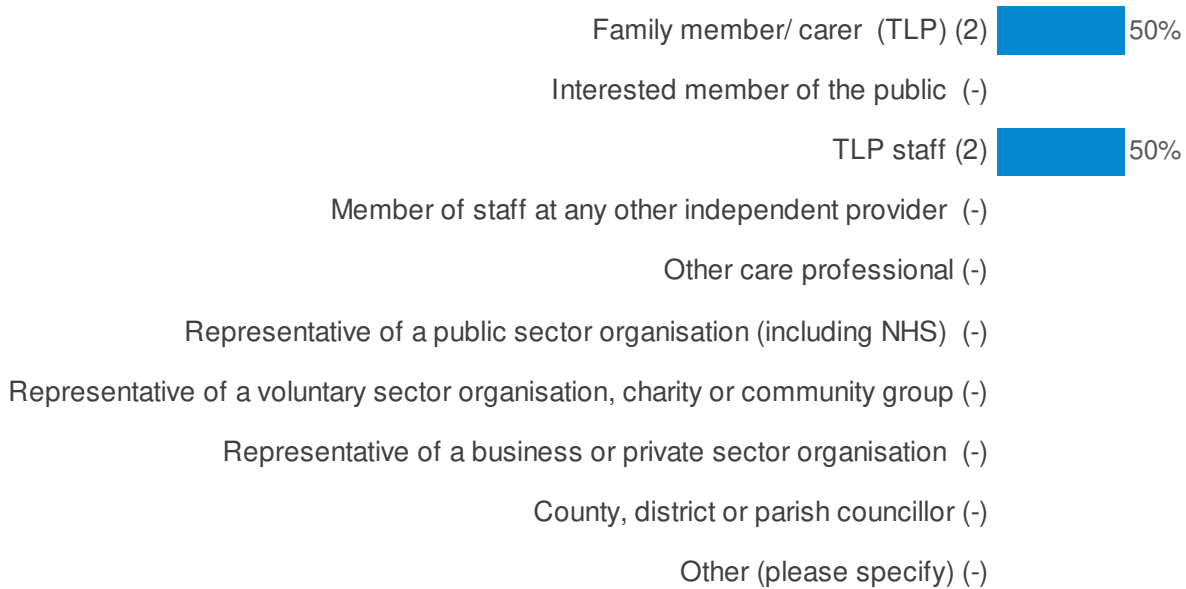 Family member/ carer (TLP) (2) 50%
Interested member of the public (-)
TLP staff (2) 50%
Member of staff at any other independent provider (-)
Other care professional (-)
Representative of a public sector organisation (including NHS) (-)
Representative of a voluntary sector organisation, charity or community group (-)
Representative of a business or private sector organisation (-)
County, district or parish councillor (-)
Other (please specify) (-)